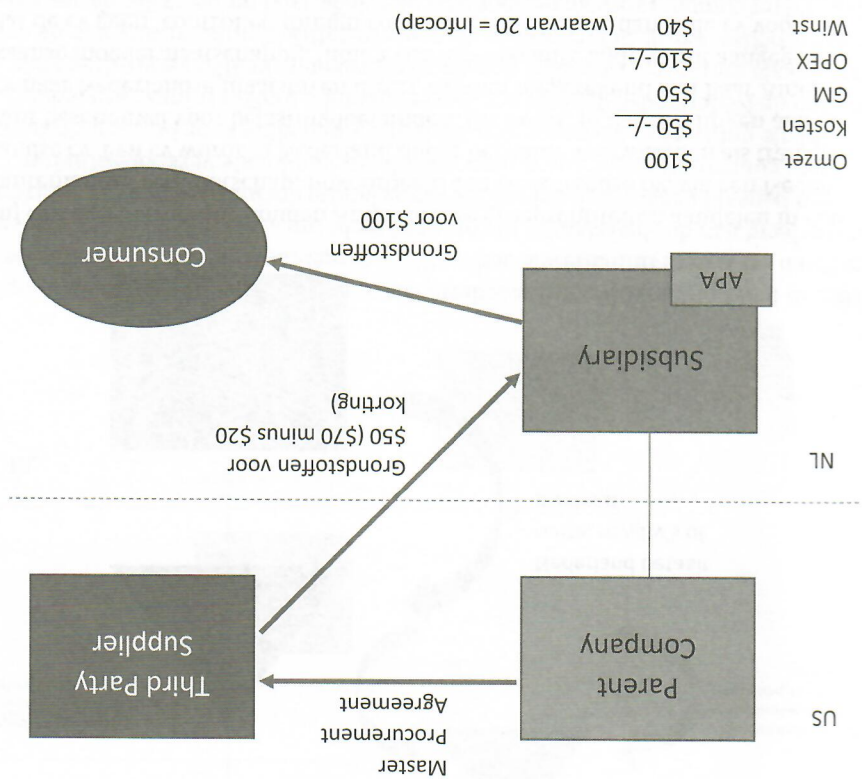 US
Parent
Company
Master
Procurement
Agreement
Third Party
Supplier
NL
Grondstoffen voor
$50 ($70 minus $20
korting)
Subsidiary
APA
Grondstoffen
voor $100
Consumer
Omzet $100
Kosten $50 -/-
GM $50
OPEX $10 -/-
Winst $40 (waarvan 20 = Infocap)